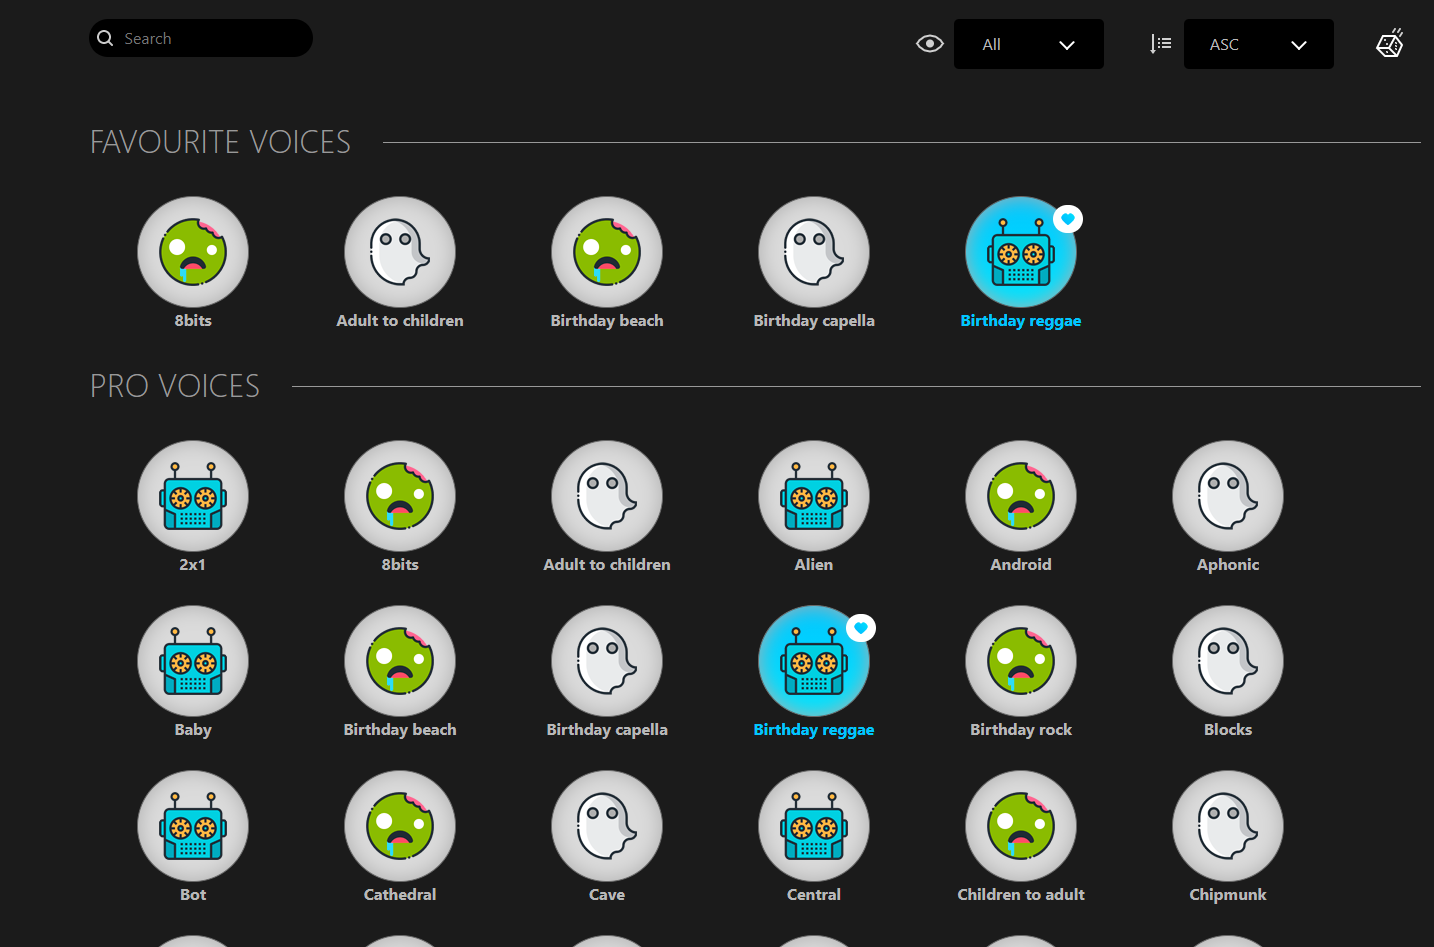 Search
All
ASC
FAVOURITE VOICES
8bits
Adult to children
Birthday beach
Birthday capella
Birthday reggae
PRO VOICES
2x1
8bits
Adult to children
Alien
Android
Aphonic
Baby
Birthday beach
Birthday capella
Birthday reggae
Birthday rock
Blocks
Bot
Cathedral
Cave
Central
Children to adult
Chipmunk